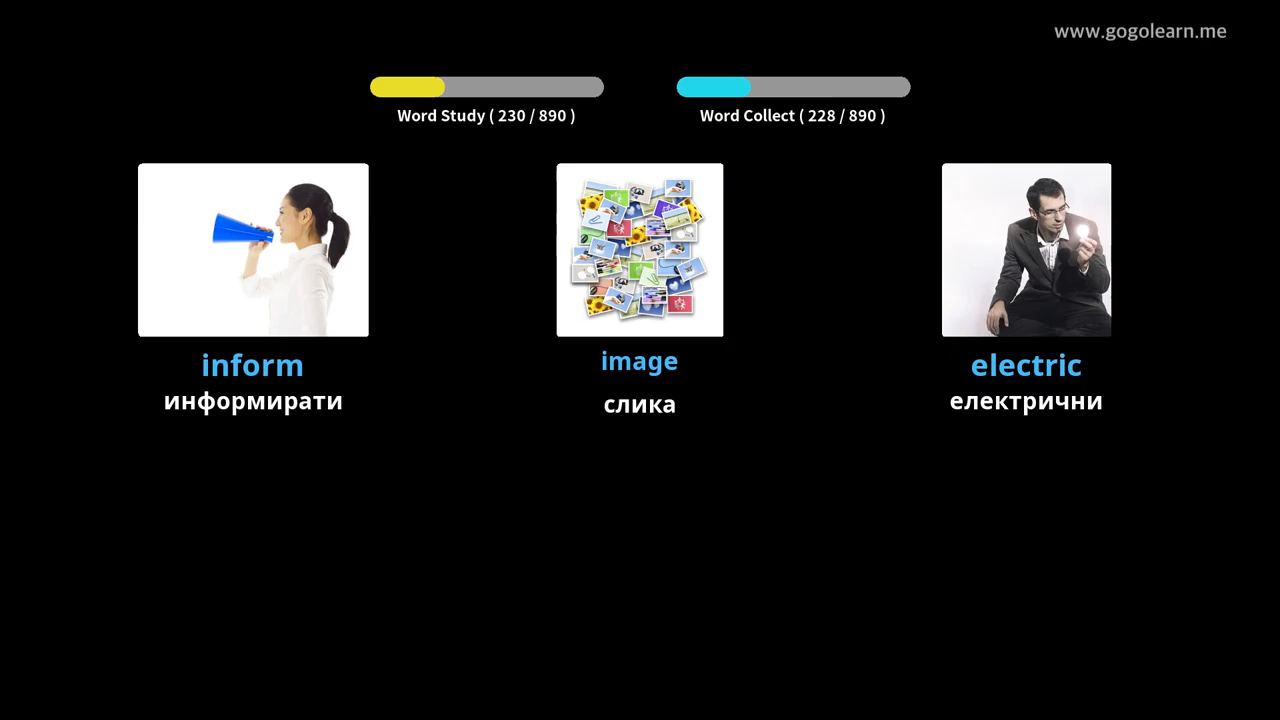 www.gogolearn.me
Word Study ( 230 / 890 )
Word Collect ( 228 / 890 )
inform
информирати
image
слика
electric
електрични